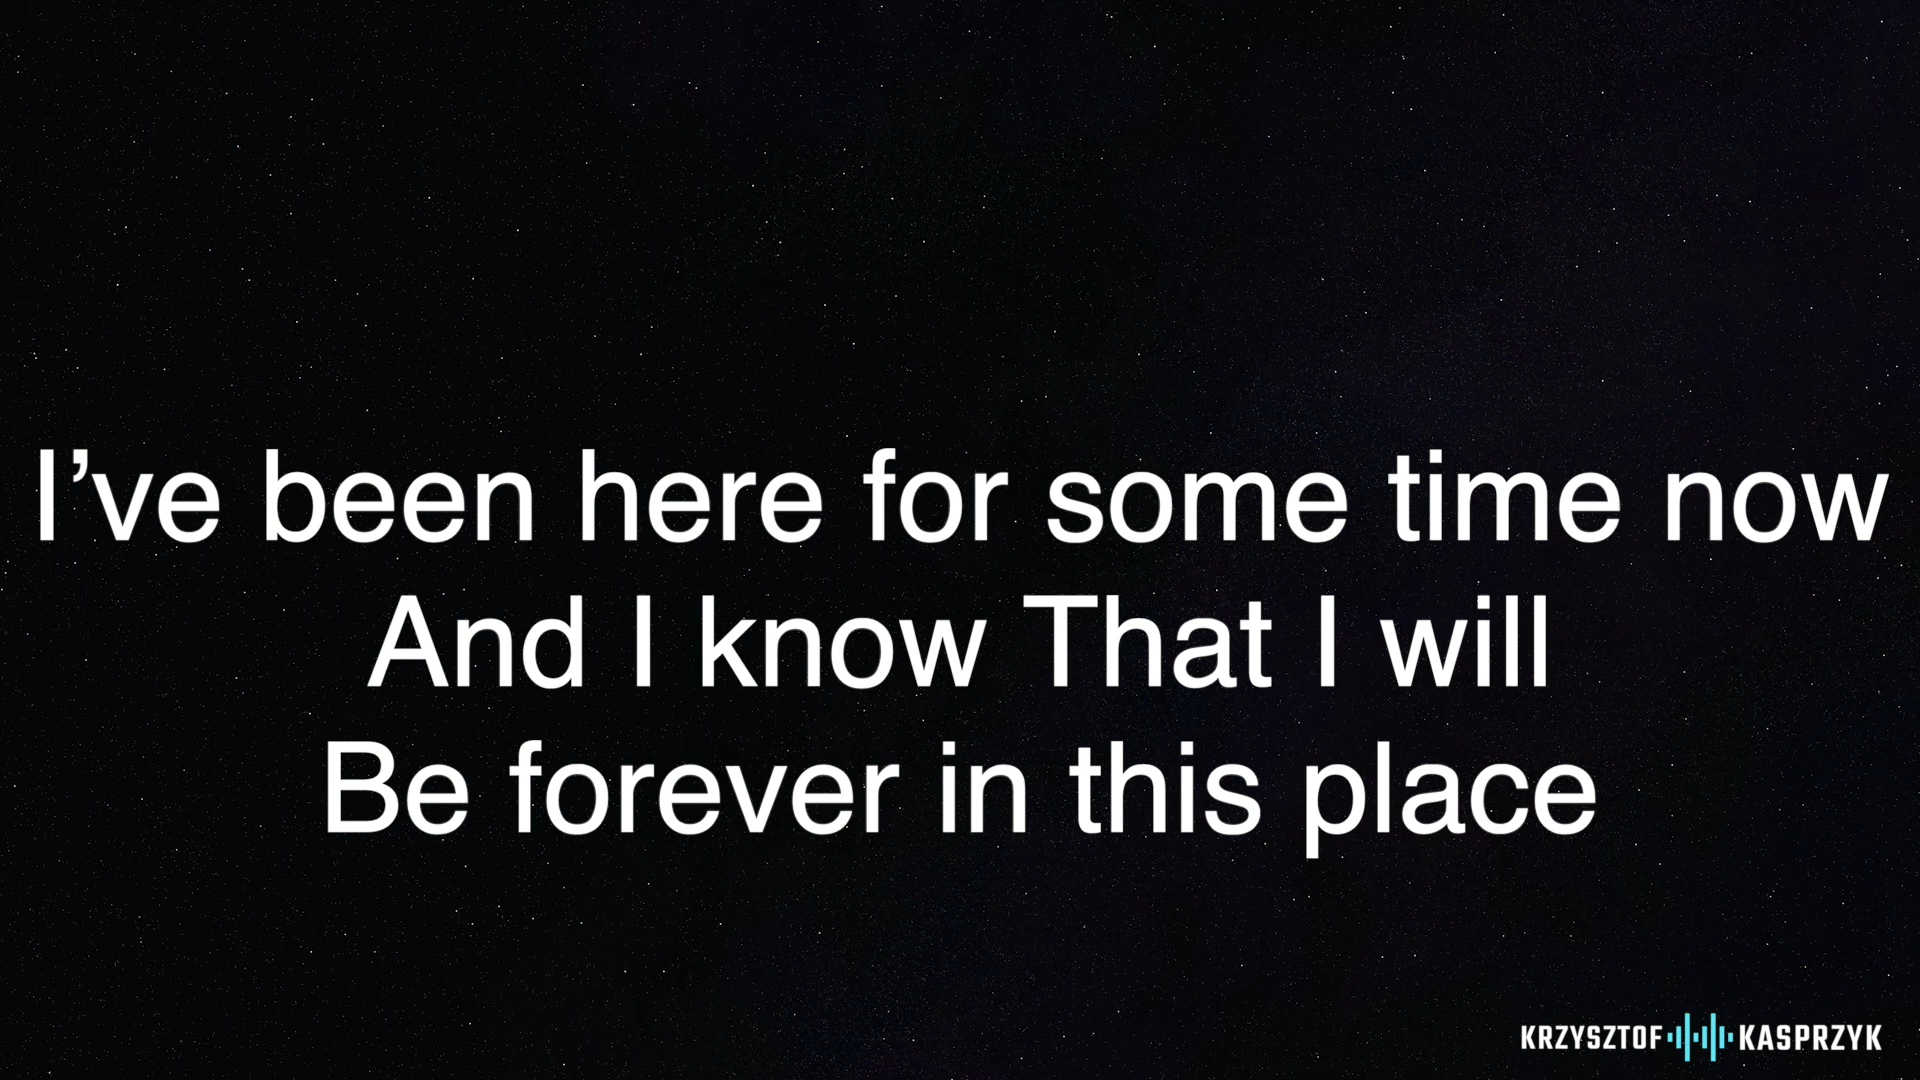 I’ve been here for some time now
And I know That I will
Be forever in this place
KRZYSZTOF KASPRZYK